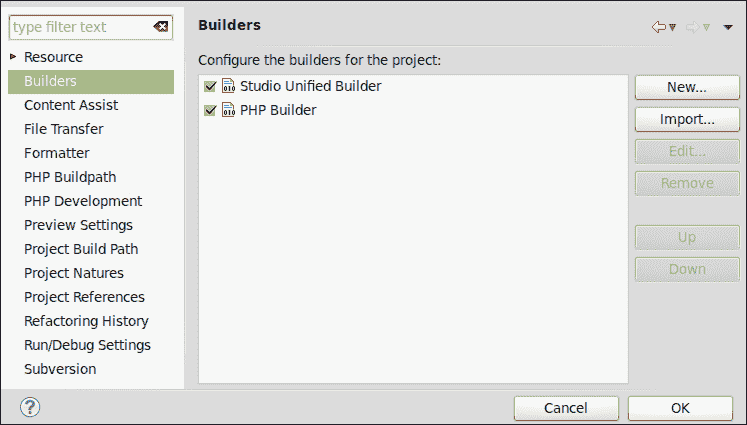 type filter text
Resource
Builders
Content Assist
File Transfer
Formatter
PHP Buildpath
PHP Development
Preview Settings
Project Build Path
Project Natures
Project References
Refactoring History
Run/Debug Settings
Subversion
Builders
Configure the builders for the project:
Studio Unified Builder
PHP Builder
New...
Import...
Edit...
Remove
Up
Down
?
Cancel
OK